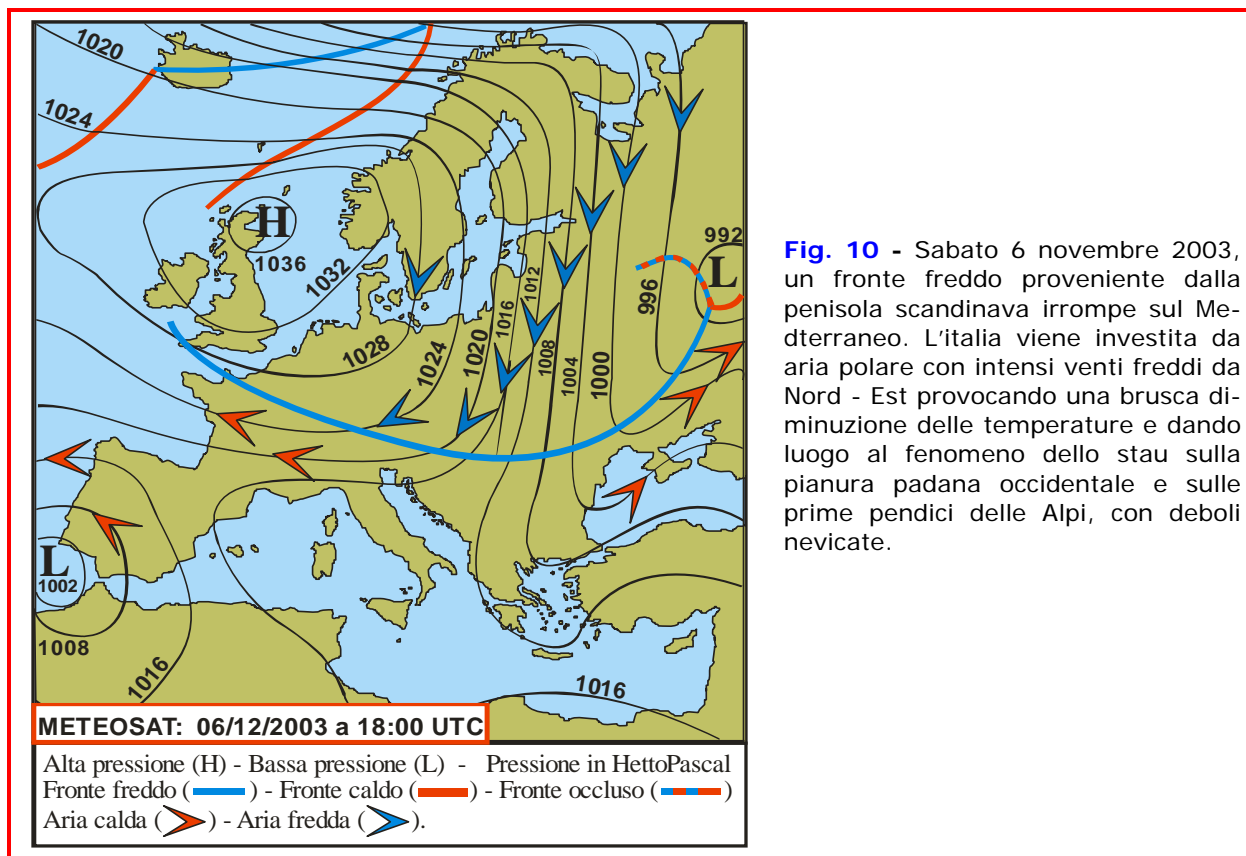 1020
1024
H
1036
1032
992
L
996
1012
1016
1008
1004
1000
1020
1024
1028
L
1002
1008
1016
1016
METEOSAT: 06/12/2003 a 18:00 UTC
Alta pressione (H) - Bassa pressione (L) - Pressione in HettoPascal
Fronte freddo ( ) - Fronte caldo ( ) - Fronte occluso ( )
Aria calda ( ) - Aria fredda ( ).
Fig. 10 - Sabato 6 novembre 2003,
un fronte freddo proveniente dalla
penisola scandinava irrompe sul Me-
dterraneo. L'italia viene investita da
aria polare con intensi venti freddi da
Nord - Est provocando una brusca di-
minuzione delle temperature e dando
luogo al fenomeno dello stau sulla
pianura padana occidentale e sulle
prime pendici delle Alpi, con deboli
nevicate.